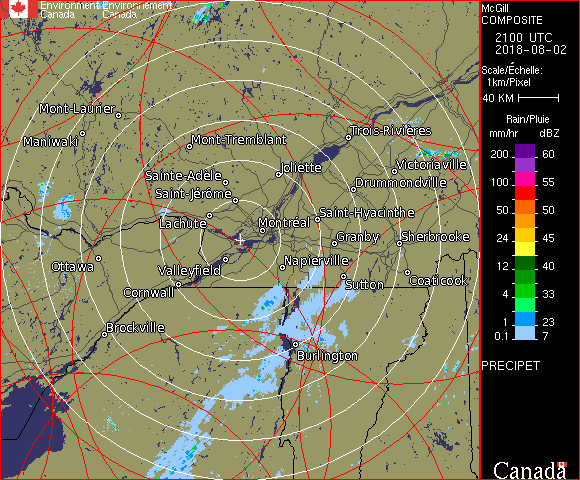 Environment Environnement
Canada Canada
McGill
COMPOSITE
2100 UTC
2018-08-02
Scale/Échelle:
1km/Pixel
40 KM
Rain/Pluie
mm/hr dBZ
200 60
100 55
50 50
24 45
12 40
4 33
1 23
0.1 7
PRECIPET
Canada
Mont-Laurier
Maniwaki
Mont-Tremblant
Trois-Rivières
Victoriaville
Joliette
Sainte-Adèle
Drummondville
Saint-Jérôme
Saint-Hyacinthe
Lachute
Montréal
Granby
Sherbrooke
Ottawa
Valleyfield
Napierville
Cornwall
Sutton
Coaticook
Brockville
Burlington